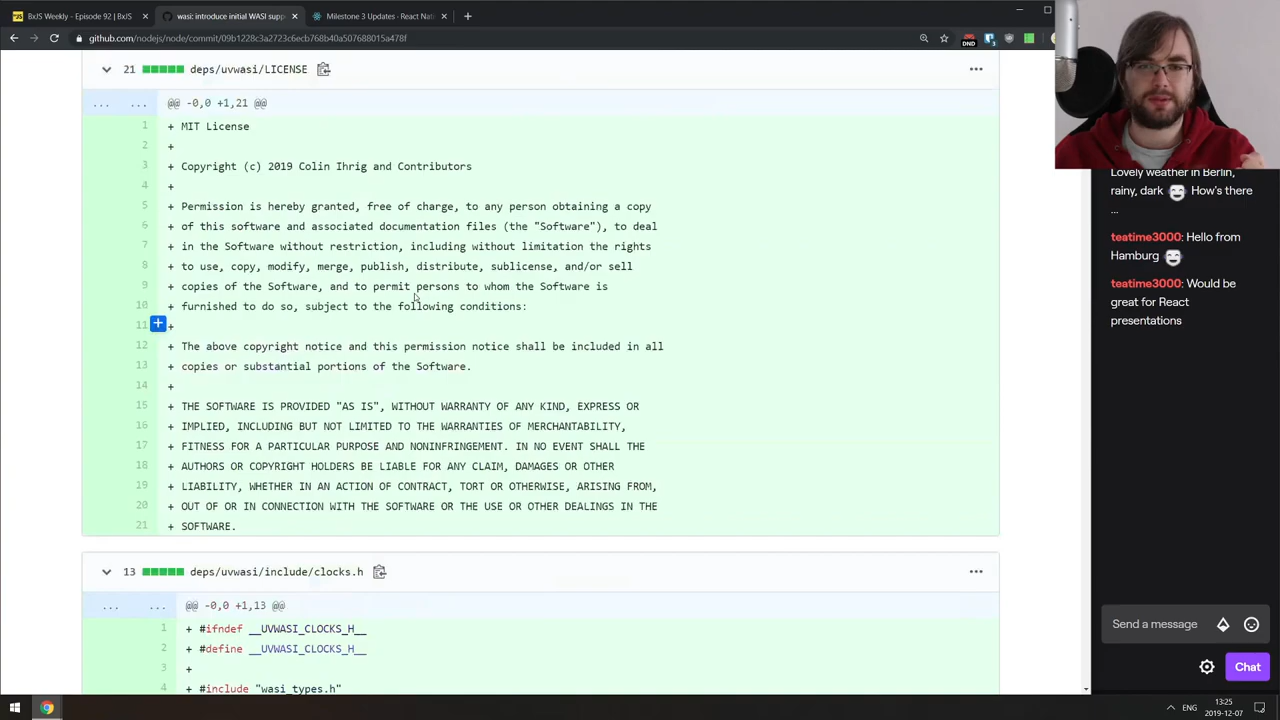 BxJS Weekly - Episode 92 | BxJS
wasi: introduce initial WASI supp
Milestone 3 Updates · React Nat
github.com/nodejs/node/commit/09b1228c3a2723c6ecb768b40a507688015a478f
DND
3
21 deps/uvwasi/LICENSE
... ... @@ -0,0 +1,21 @@
1 + MIT License
2 +
3 + Copyright (c) 2019 Colin Ihrig and Contributors
4 +
5 + Permission is hereby granted, free of charge, to any person obtaining a copy
6 + of this software and associated documentation files (the "Software"), to deal
7 + in the Software without restriction, including without limitation the rights
8 + to use, copy, modify, merge, publish, distribute, sublicense, and/or sell
9 + copies of the Software, and to permit persons to whom the Software is
10 + furnished to do so, subject to the following conditions:
11 +
12 + The above copyright notice and this permission notice shall be included in all
13 + copies or substantial portions of the Software.
14 +
15 + THE SOFTWARE IS PROVIDED "AS IS", WITHOUT WARRANTY OF ANY KIND, EXPRESS OR
16 + IMPLIED, INCLUDING BUT NOT LIMITED TO THE WARRANTIES OF MERCHANTABILITY,
17 + FITNESS FOR A PARTICULAR PURPOSE AND NONINFRINGEMENT. IN NO EVENT SHALL THE
18 + AUTHORS OR COPYRIGHT HOLDERS BE LIABLE FOR ANY CLAIM, DAMAGES OR OTHER
19 + LIABILITY, WHETHER IN AN ACTION OF CONTRACT, TORT OR OTHERWISE, ARISING FROM,
20 + OUT OF OR IN CONNECTION WITH THE SOFTWARE OR THE USE OR OTHER DEALINGS IN THE
21 + SOFTWARE.
13 deps/uvwasi/include/clocks.h
... ... @@ -0,0 +1,13 @@
1 + #ifndef __UVWASI_CLOCKS_H__
2 + #define __UVWASI_CLOCKS_H__
3 +
4 + #include "wasi_types.h"
Lovely weather in Berlin,
rainy, dark How's there
...
teatime3000: Hello from
Hamburg
teatime3000: Would be
great for React
presentations
Send a message
Chat
ENG
13:25
2019-12-07